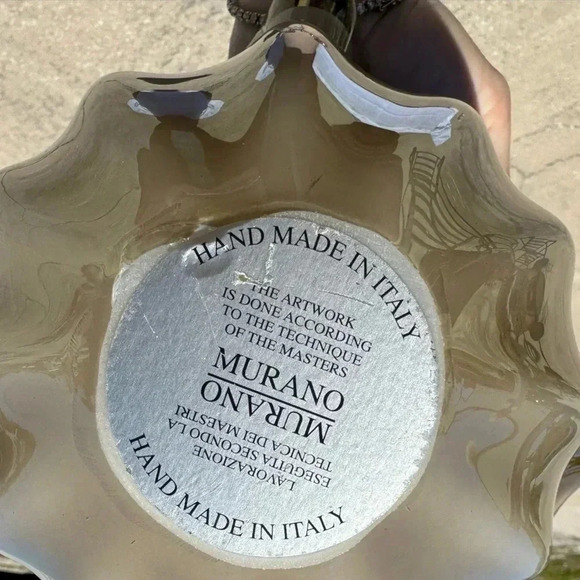 HAND MADE IN ITALY
THE ARTWORK
IS DONE ACCORDING
TO THE TECHNIQUE
OF THE MASTERS
MURANO
MURANO
LAVORAZIONE
ESEGUITA SECONDO LA
TECNICA DEI MAESTRI
HAND MADE IN ITALY